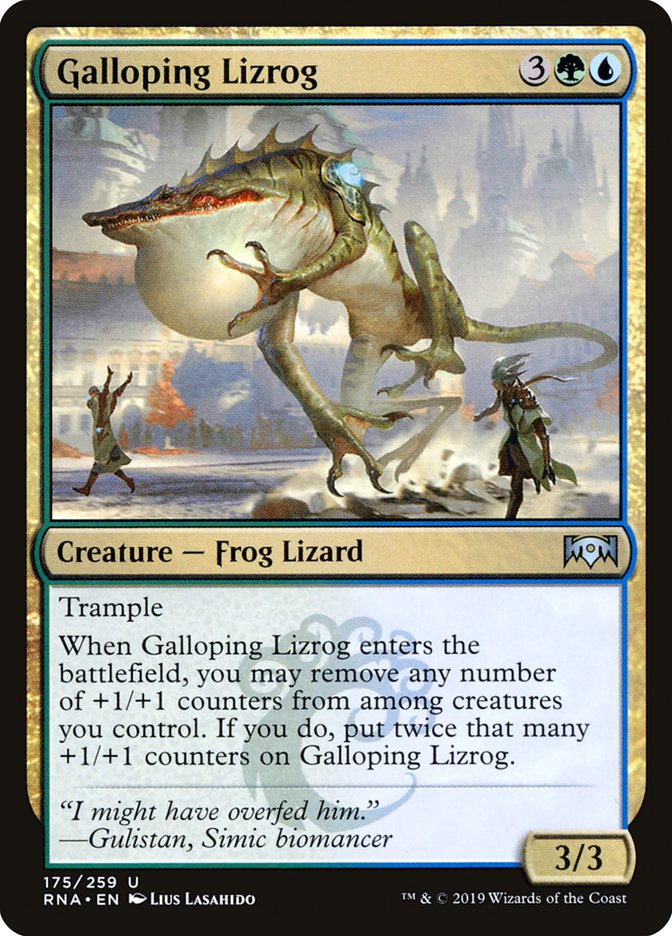 Galloping Lizrog 3
Creature — Frog Lizard
Trample
When Galloping Lizrog enters the
battlefield, you may remove any number
of +1/+1 counters from among creatures
you control. If you do, put twice that many
+1/+1 counters on Galloping Lizrog.
“I might have overfed him.”
—Gulistan, Simic biomancer
3/3
175/259 U
RNA • EN Lius Lasahido ™ & © 2019 Wizards of the Coast